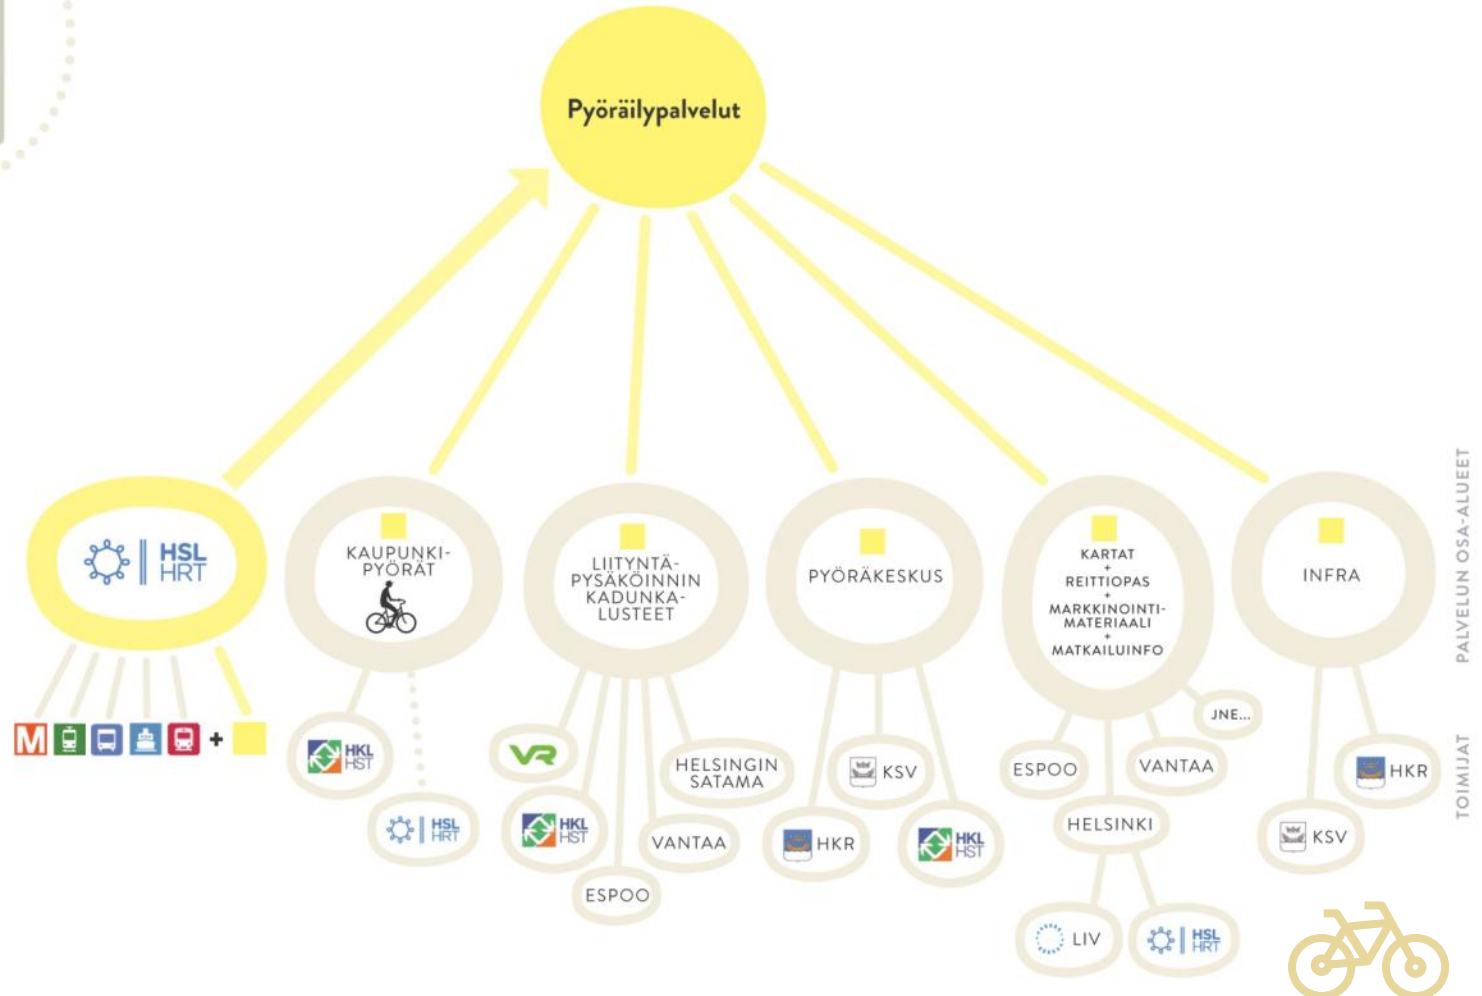 Pyöräilypalvelut
HSL
HRT
KAUPUNKI-
PYÖRÄT
LIITYNTÄ-
PYSÄKÖINNIN
KADUNKA-
LUSTEET
PYÖRÄKESKUS
KARTAT
+
REITTIOPAS
+
MARKKINOINTI-
MATERIAALI
+
MATKAILUINFO
INFRA
PALVELUN OSA-ALUEET
M
+
HKL
HST
HSL
HRT
VR
HKL
HST
ESPOO
VANTAA
HELSINGIN
SATAMA
HKR
KSV
HKL
HST
ESPOO
HELSINKI
VANTAA
JNE...
LIV
HSL
HRT
KSV
HKR
TOIMIJAT